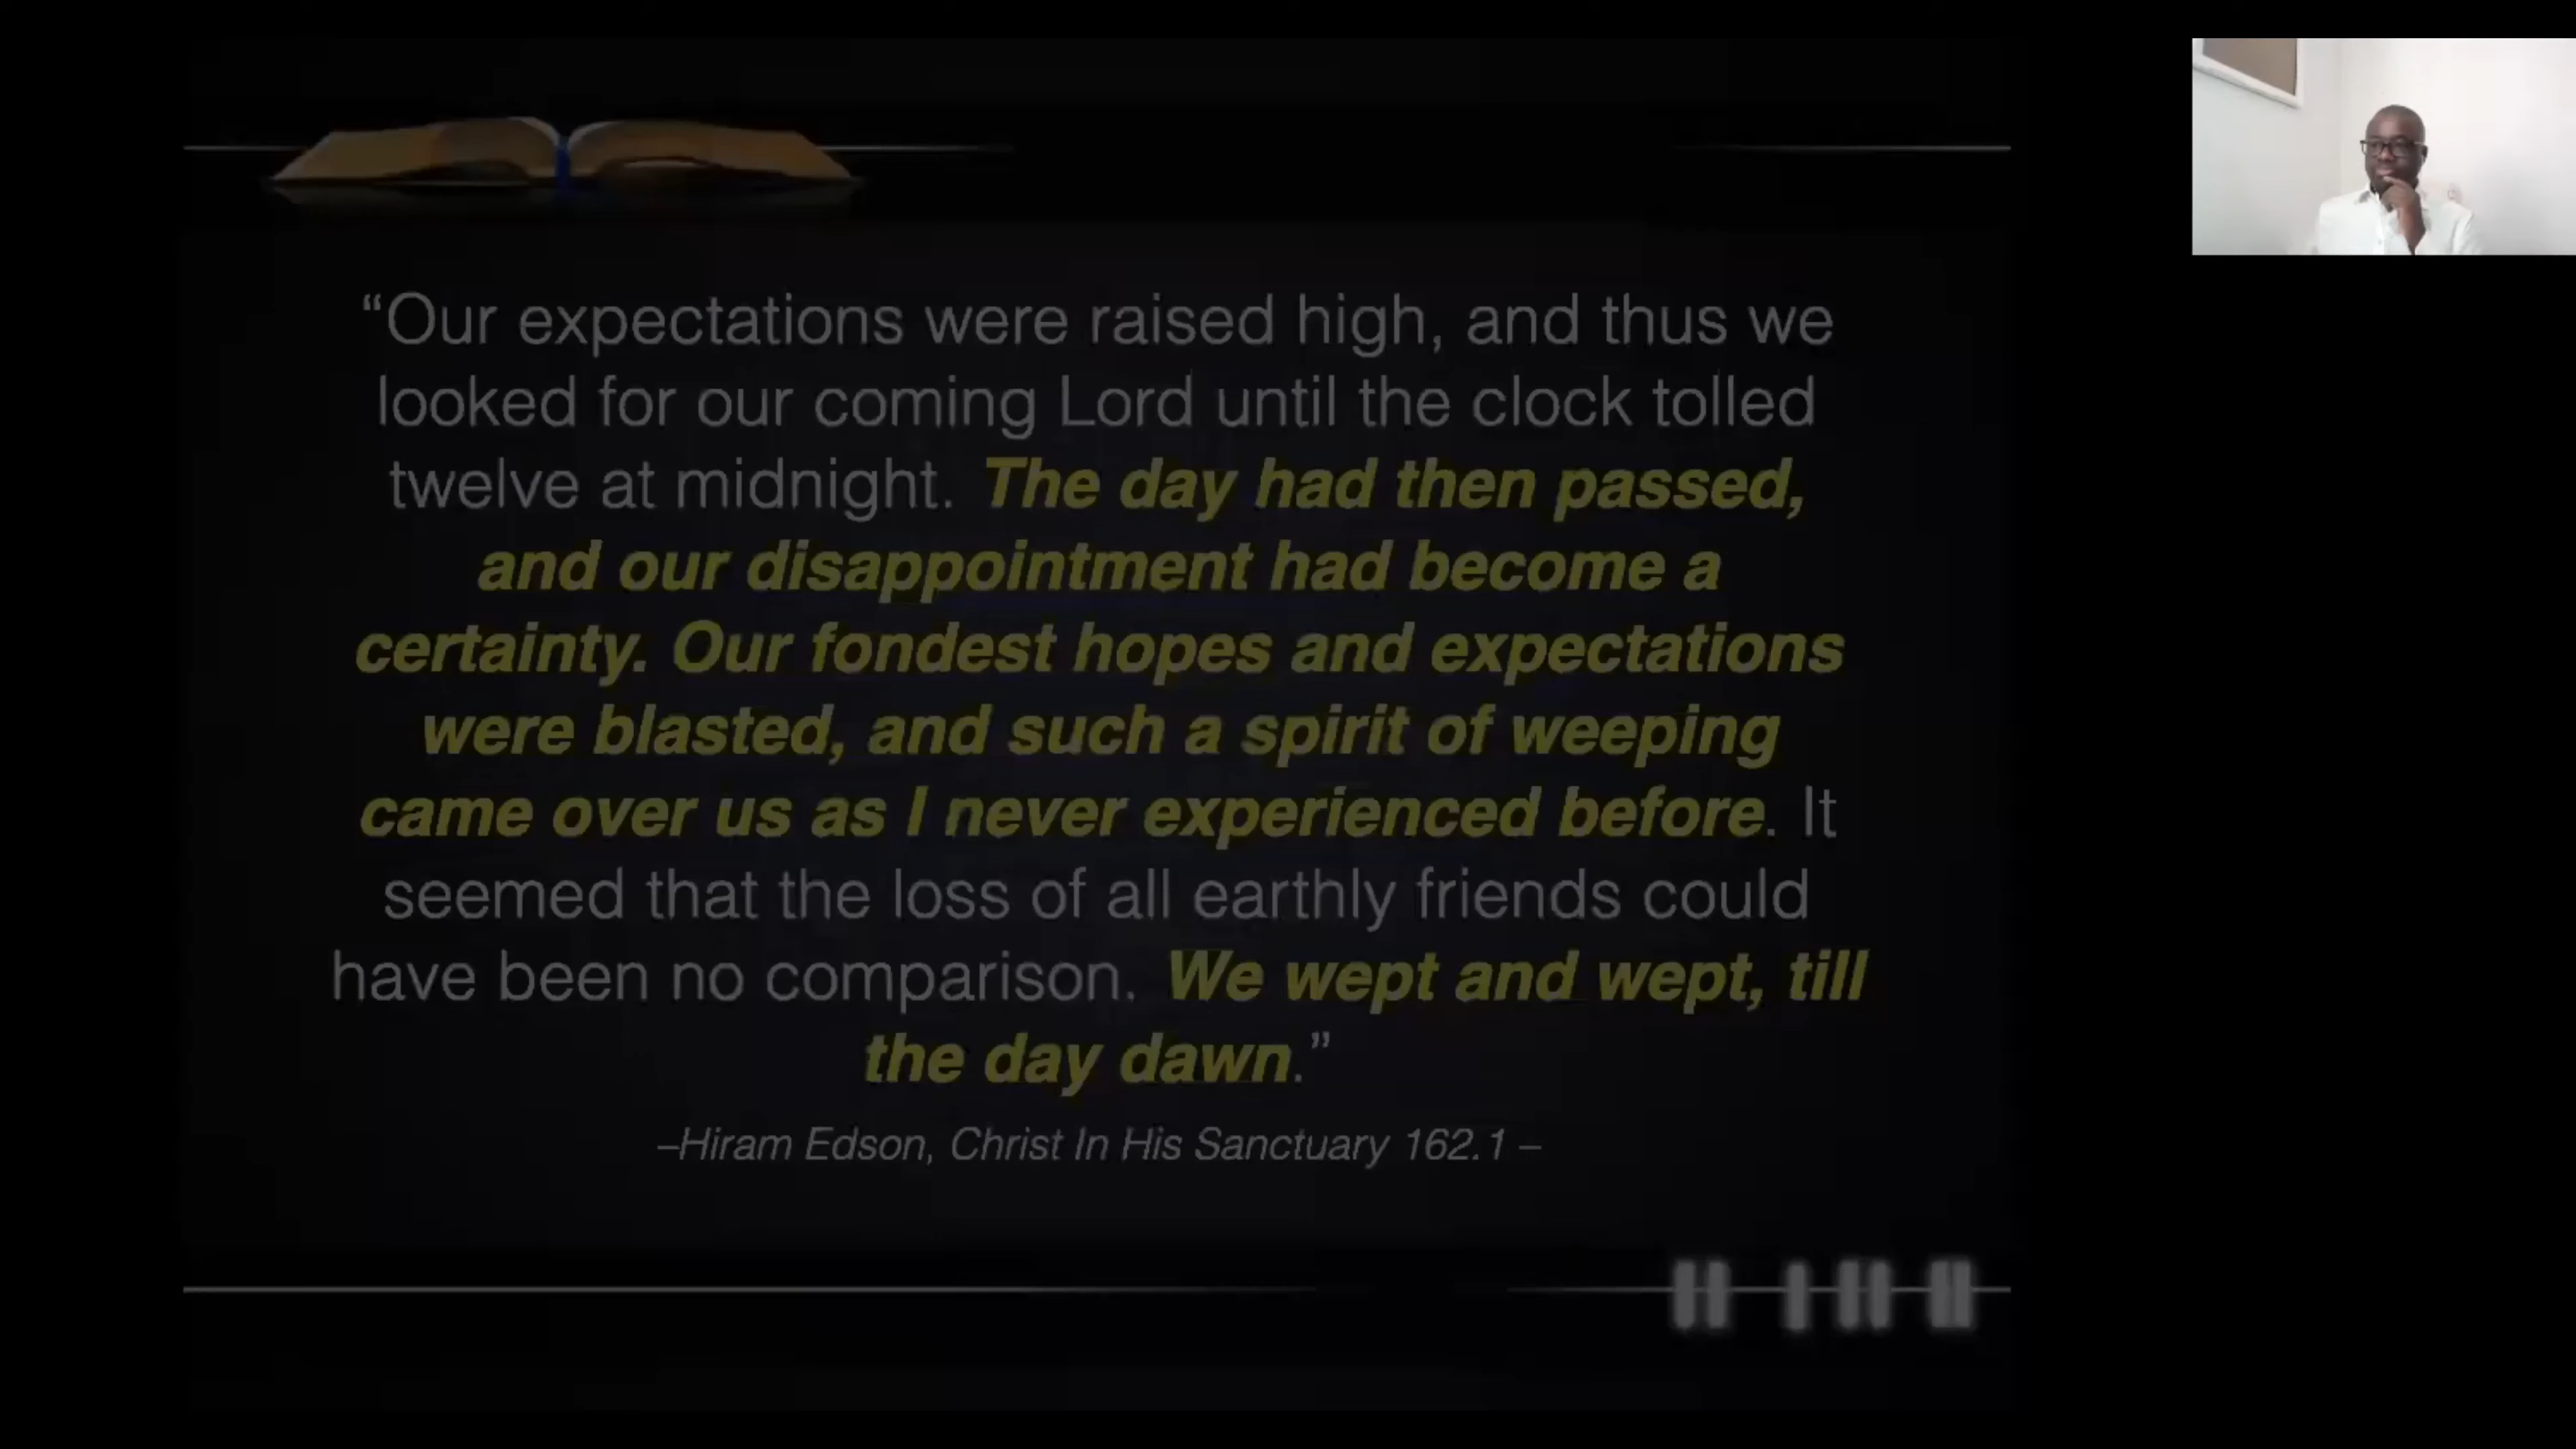 “Our expectations were raised high, and thus we
looked for our coming Lord until the clock tolled
twelve at midnight. The day had then passed,
and our disappointment had become a
certainty. Our fondest hopes and expectations
were blasted, and such a spirit of weeping
came over us as I never experienced before. It
seemed that the loss of all earthly friends could
have been no comparison. We wept and wept, till
the day dawn.”
–Hiram Edson, Christ In His Sanctuary 162.1 –